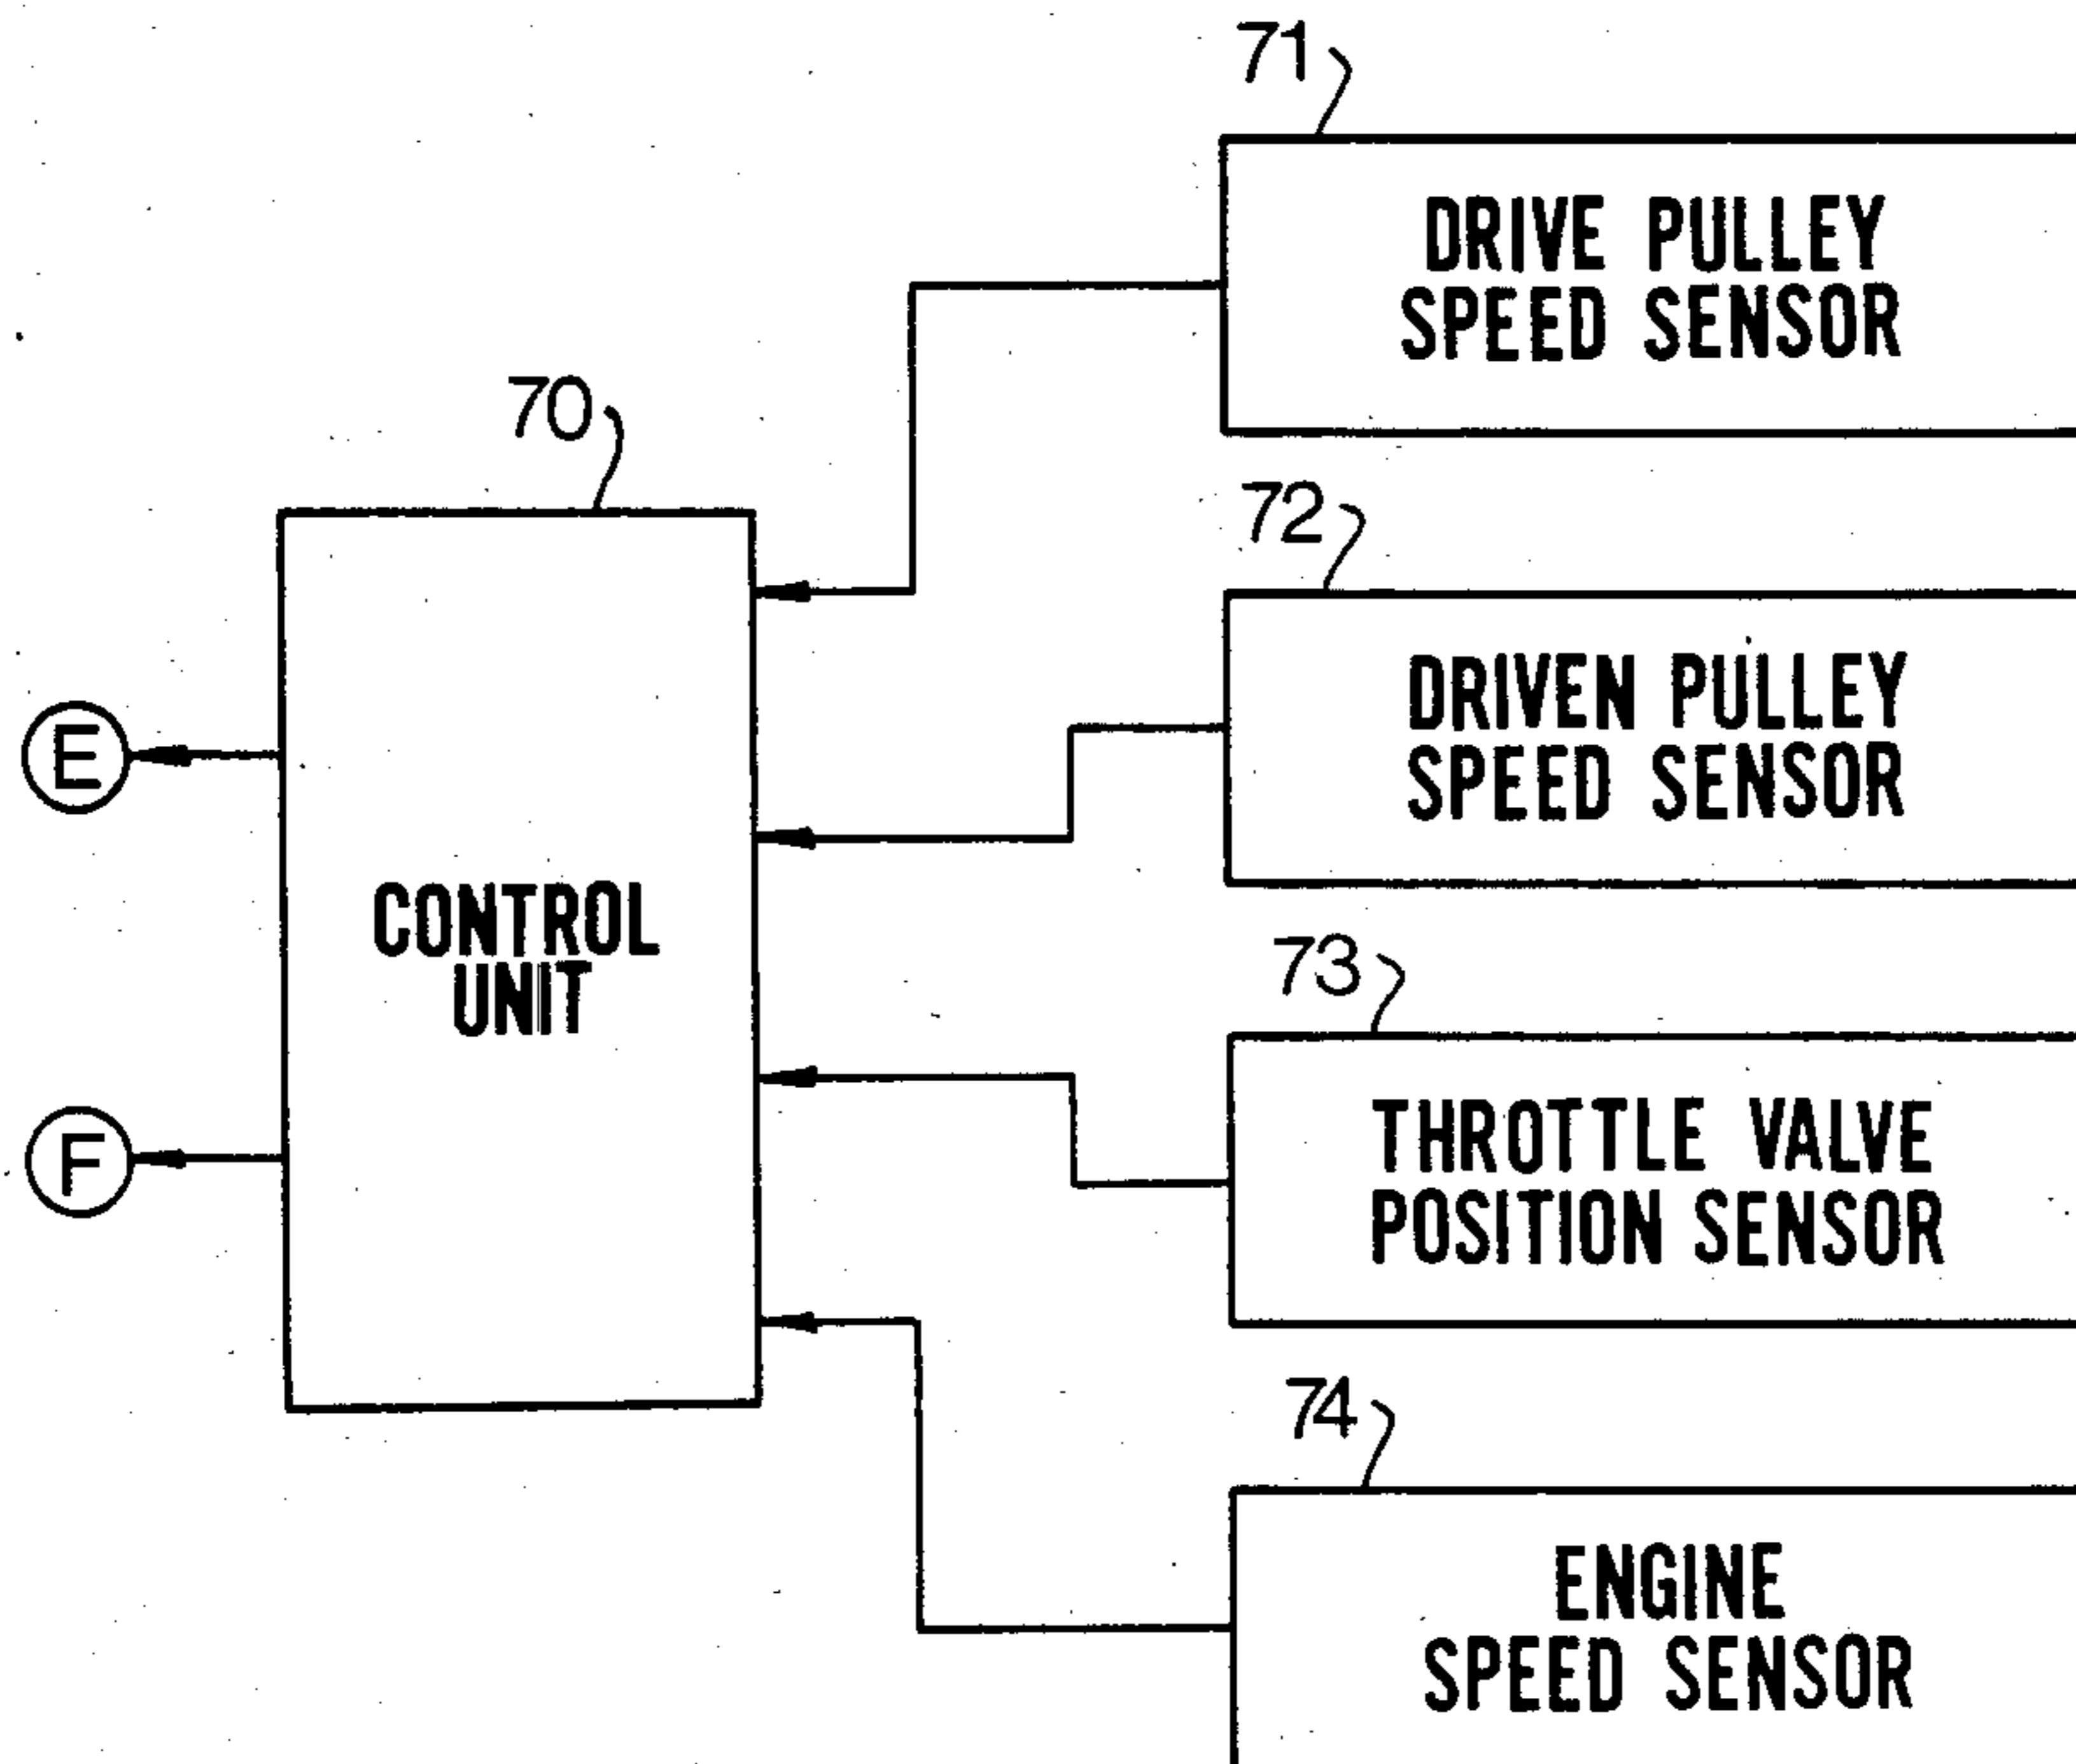 71
DRIVE PULLEY
SPEED SENSOR
70
72
DRIVEN PULLEY
SPEED SENSOR
E
CONTROL
UNIT
73
THROTTLE VALVE
POSITION SENSOR
F
74
ENGINE
SPEED SENSOR